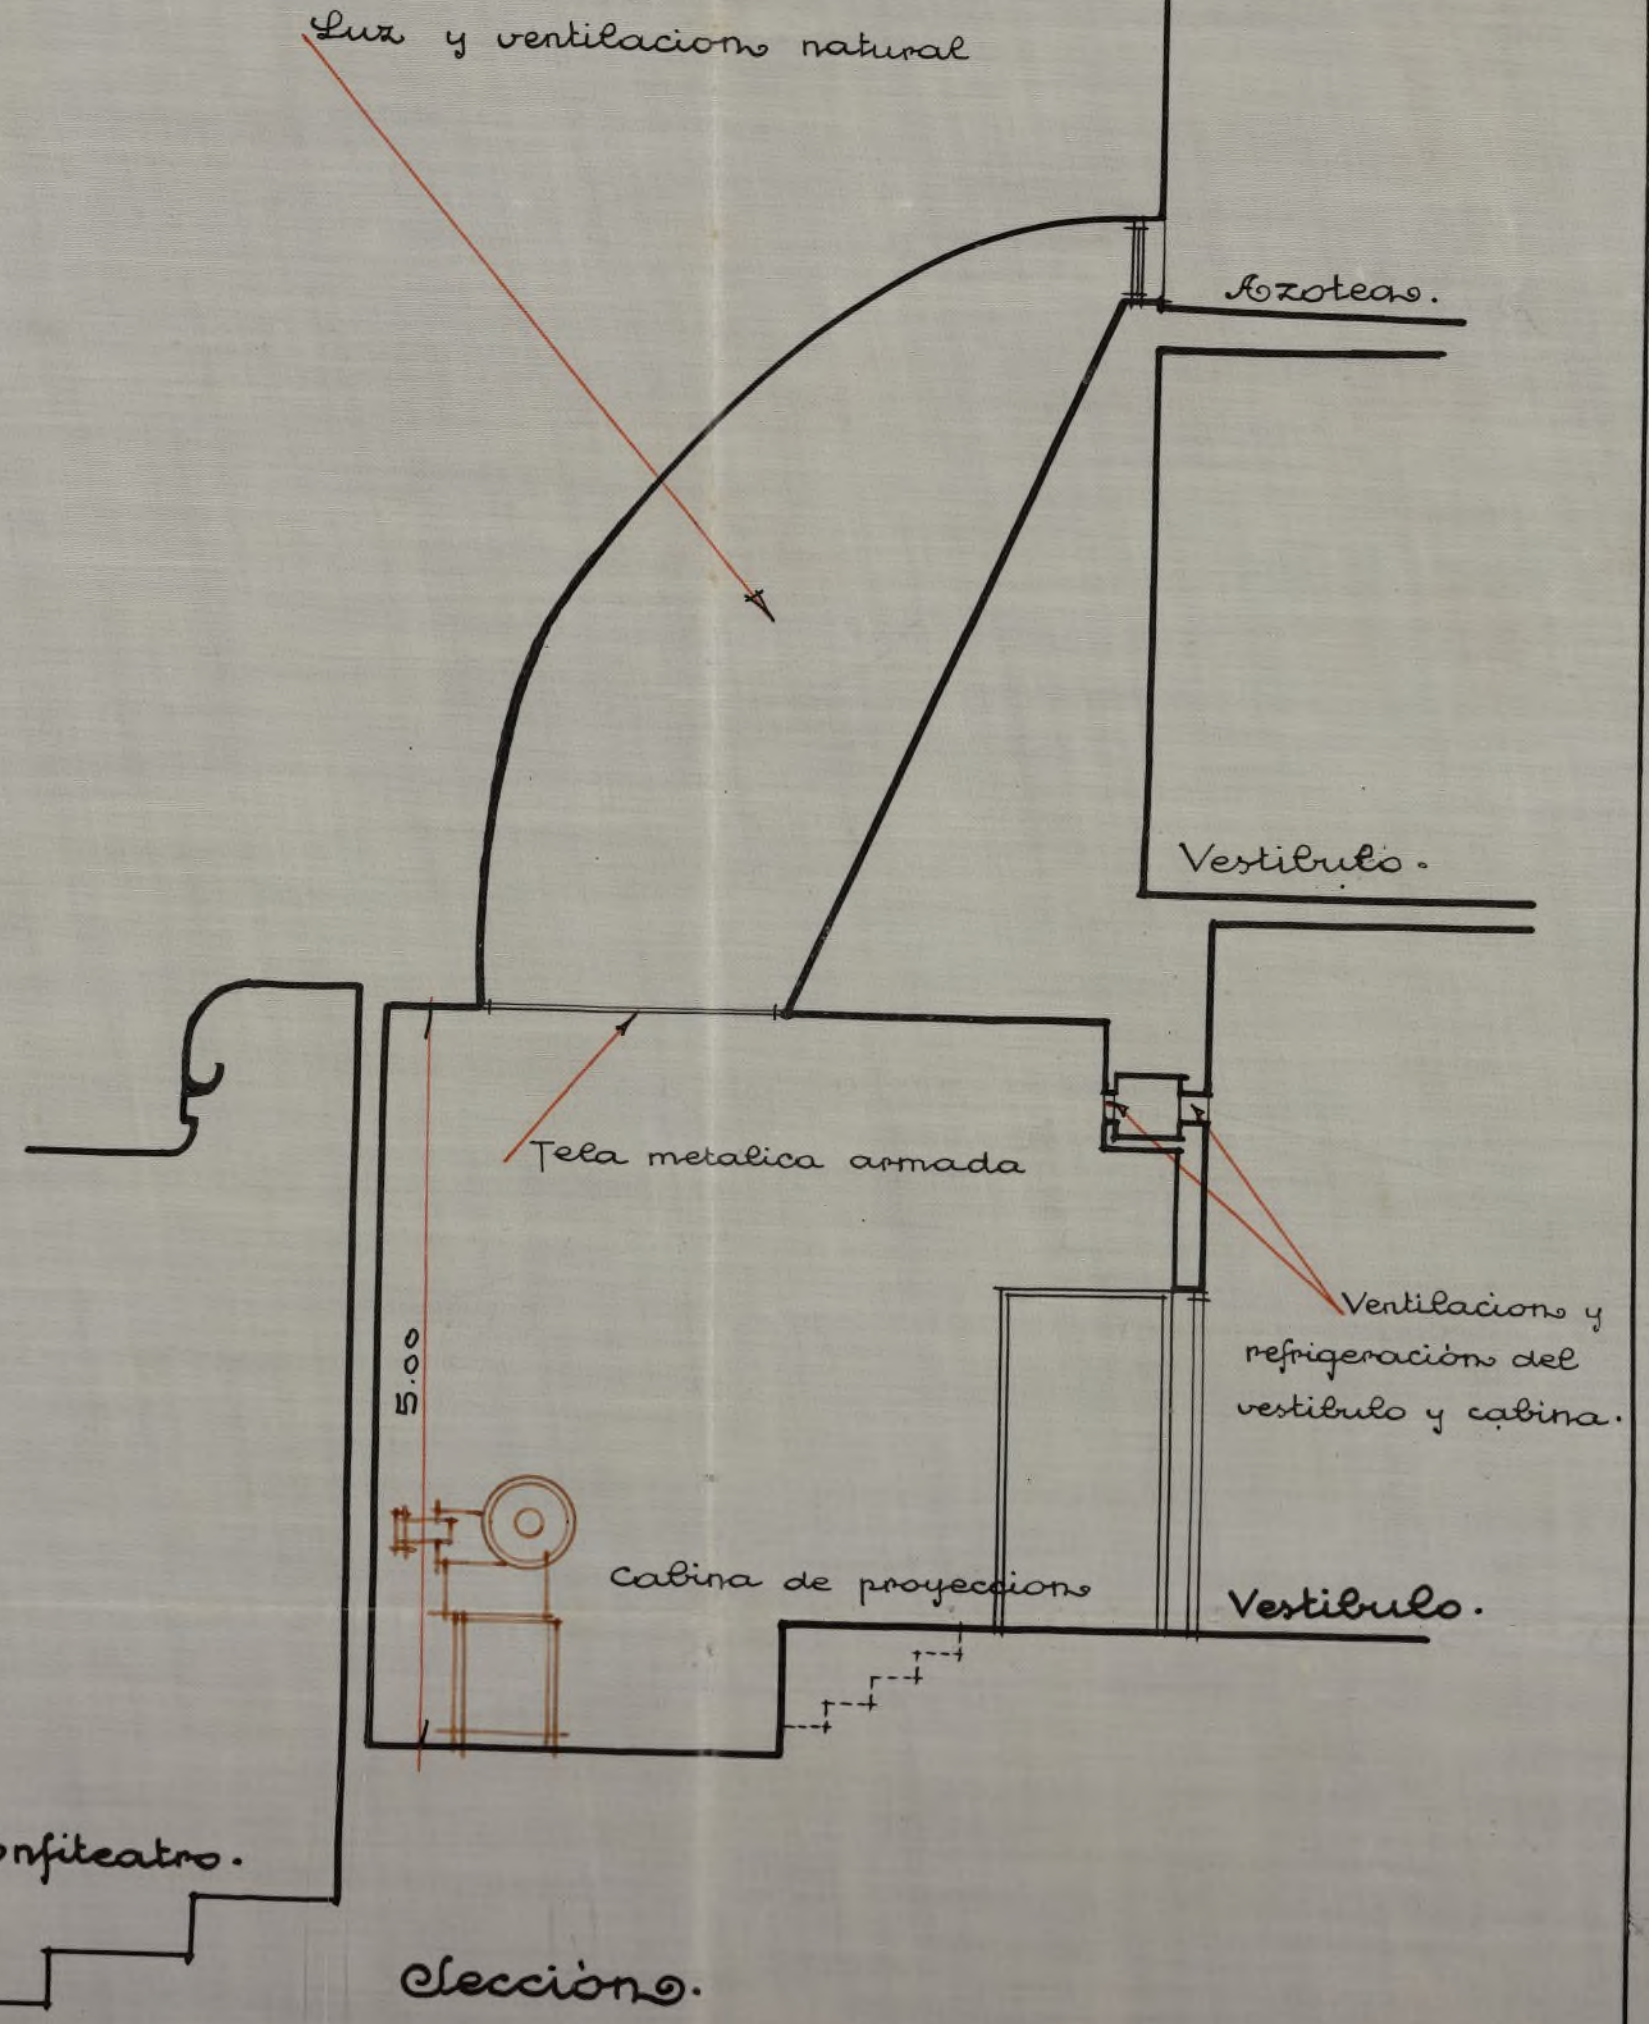 Luz y ventilacion natural
Azotea.
Vestibulo.
Tela metalica armada
Ventilacion y
refrigeración del
vestibulo y cabina.
5.00
Cabina de proyeccion
Vestibulo.
nfiteatro.
Sección.